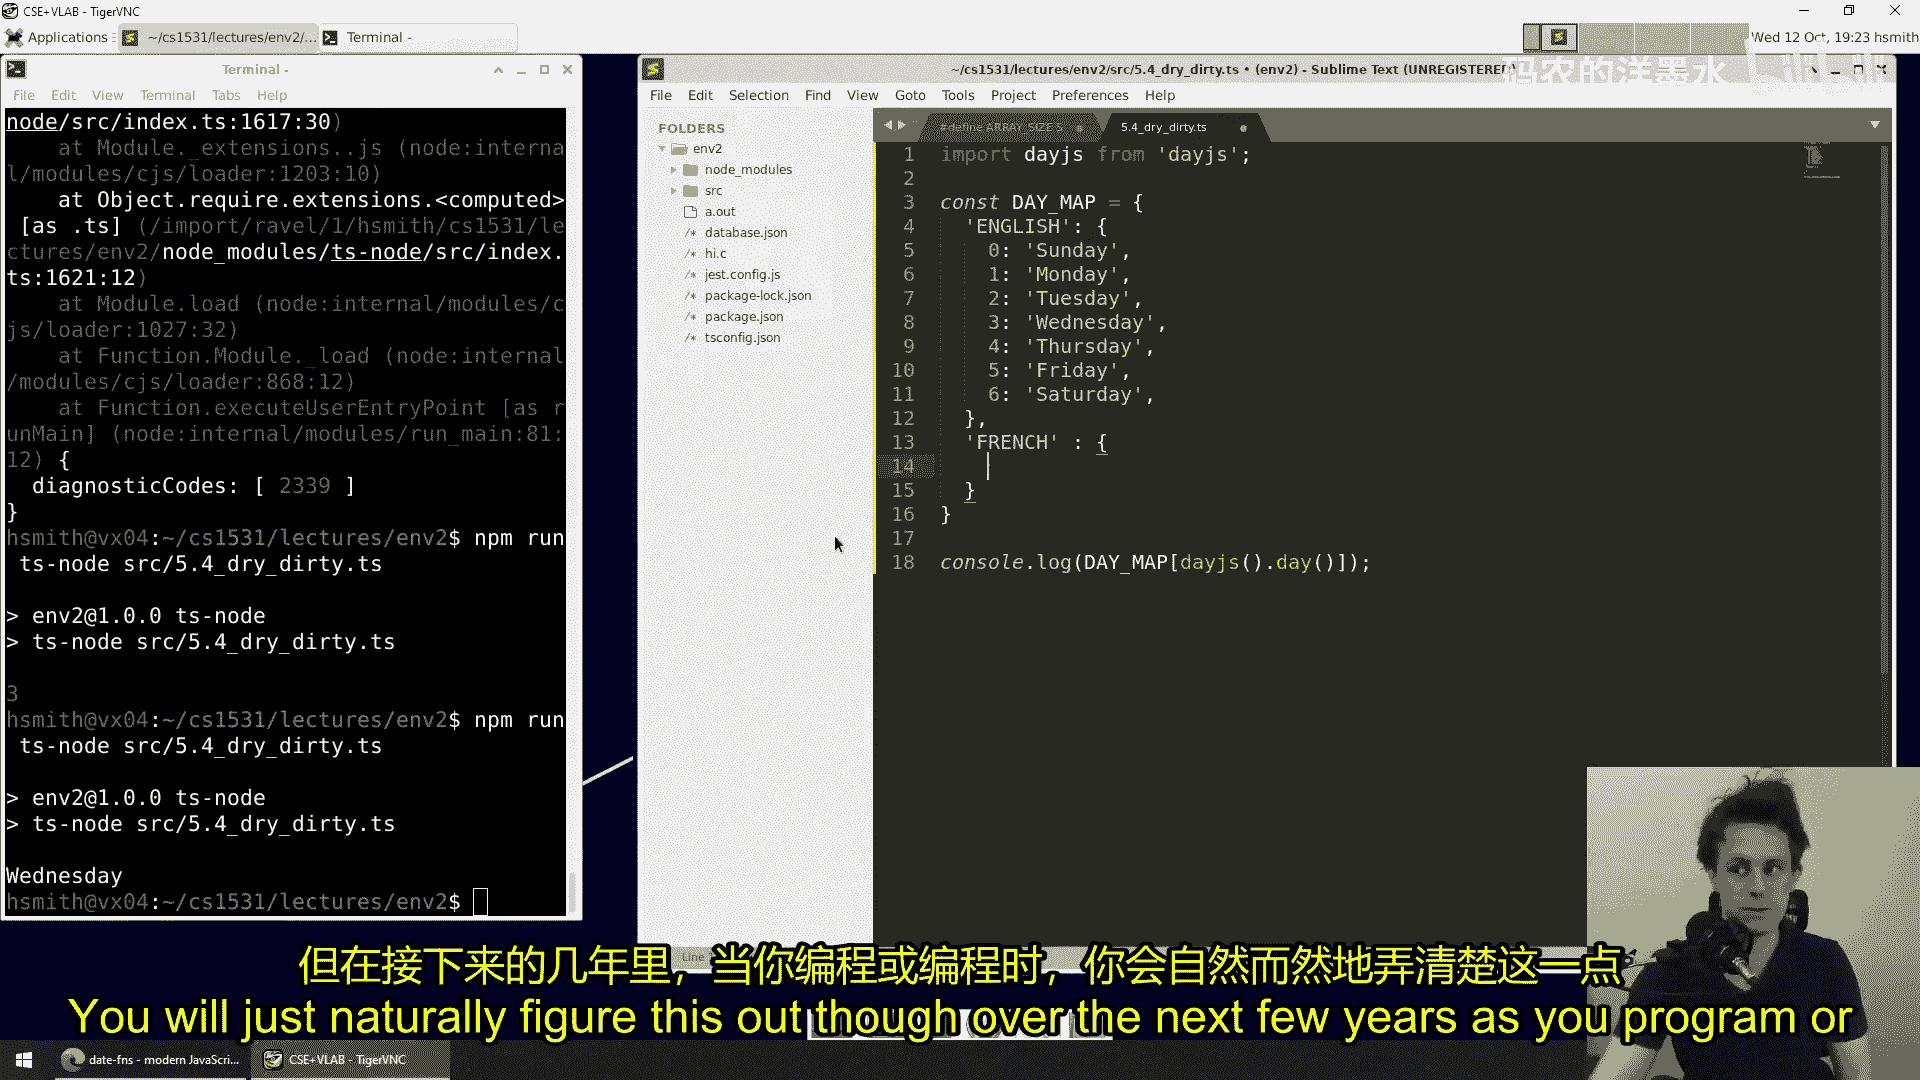 CSE+VLAB - TigerVNC
Applications
~/cs1531/lectures/env2/...
Terminal -
Wed 12 Oct, 19:23 hsmith
码农的洋墨水
bilibili
Terminal -
File Edit View Terminal Tabs Help
node/src/index.ts:1617:30)
    at Module._extensions..js (node:interna
l/modules/cjs/loader:1203:10)
    at Object.require.extensions.<computed>
 [as .ts] (/import/ravel/1/hsmith/cs1531/le
ctures/env2/node_modules/ts-node/src/index.
ts:1621:12)
    at Module.load (node:internal/modules/c
js/loader:1027:32)
    at Function.Module._load (node:internal
/modules/cjs/loader:868:12)
    at Function.executeUserEntryPoint [as r
unMain] (node:internal/modules/run_main:81:
12) {
  diagnosticCodes: [ 2339 ]
}
hsmith@vx04:~/cs1531/lectures/env2$ npm run
 ts-node src/5.4_dry_dirty.ts
> env2@1.0.0 ts-node
> ts-node src/5.4_dry_dirty.ts
3
hsmith@vx04:~/cs1531/lectures/env2$ npm run
 ts-node src/5.4_dry_dirty.ts
> env2@1.0.0 ts-node
> ts-node src/5.4_dry_dirty.ts
Wednesday
hsmith@vx04:~/cs1531/lectures/env2$
~/cs1531/lectures/env2/src/5.4_dry_dirty.ts • (env2) - Sublime Text (UNREGISTERED)
File Edit Selection Find View Goto Tools Project Preferences Help
FOLDERS
env2
node_modules
src
a.out
/* database.json
/* hi.c
/* jest.config.js
/* package-lock.json
/* package.json
/* tsconfig.json
#define ARRAY_SIZE 5
5.4_dry_dirty.ts
1 import dayjs from 'dayjs';
2
3 const DAY_MAP = {
4   'ENGLISH': {
5     0: 'Sunday',
6     1: 'Monday',
7     2: 'Tuesday',
8     3: 'Wednesday',
9     4: 'Thursday',
10     5: 'Friday',
11     6: 'Saturday',
12   },
13   'FRENCH' : {
14
15   }
16 }
17
18 console.log(DAY_MAP[dayjs().day()]);
Line
但在接下来的几年里，当你编程或编程时，你会自然而然地弄清楚这一点
You will just naturally figure this out though over the next few years as you program or
date-fns - modern JavaScri...
CSE+VLAB - TigerVNC